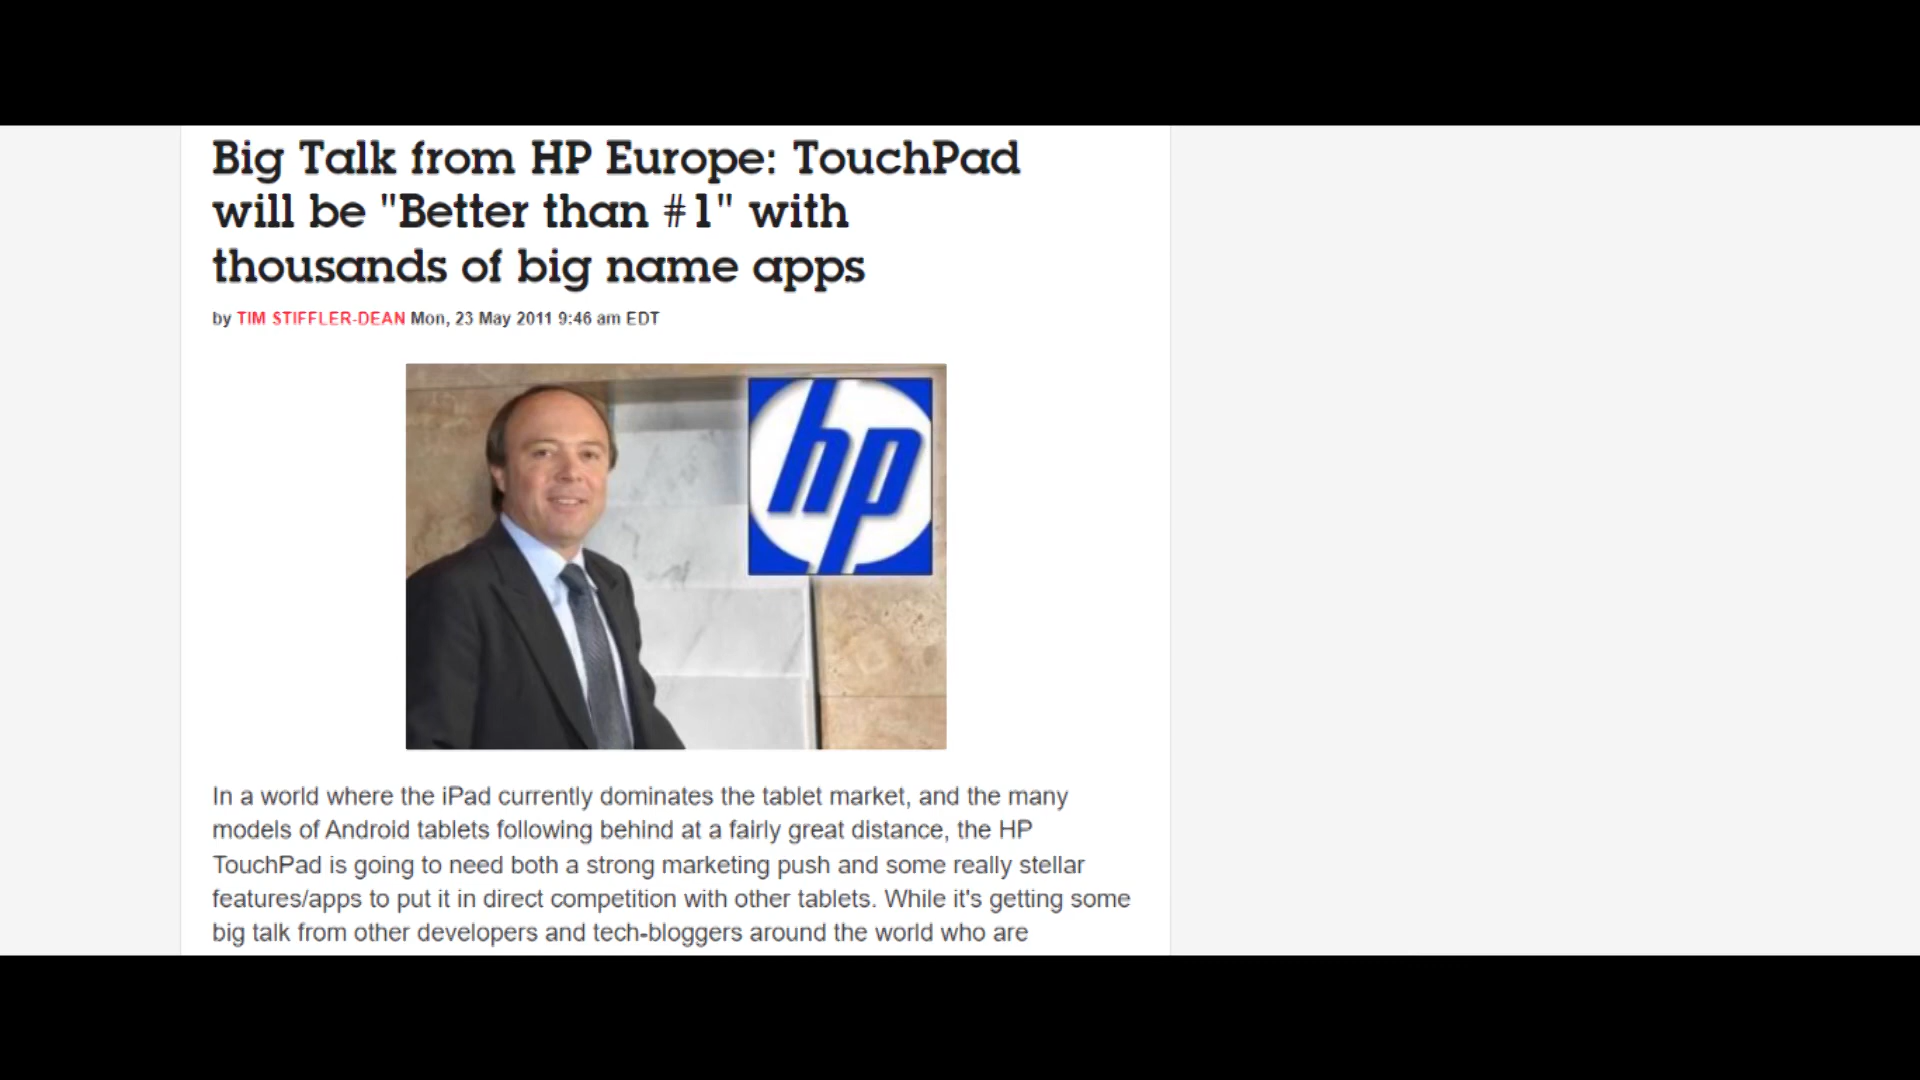 Big Talk from HP Europe: TouchPad
will be "Better than #1" with
thousands of big name apps
by TIM STIFFLER-DEAN Mon, 23 May 2011 9:46 am EDT
hp
In a world where the iPad currently dominates the tablet market, and the many
models of Android tablets following behind at a fairly great distance, the HP
TouchPad is going to need both a strong marketing push and some really stellar
features/apps to put it in direct competition with other tablets. While it's getting some
big talk from other developers and tech-bloggers around the world who are